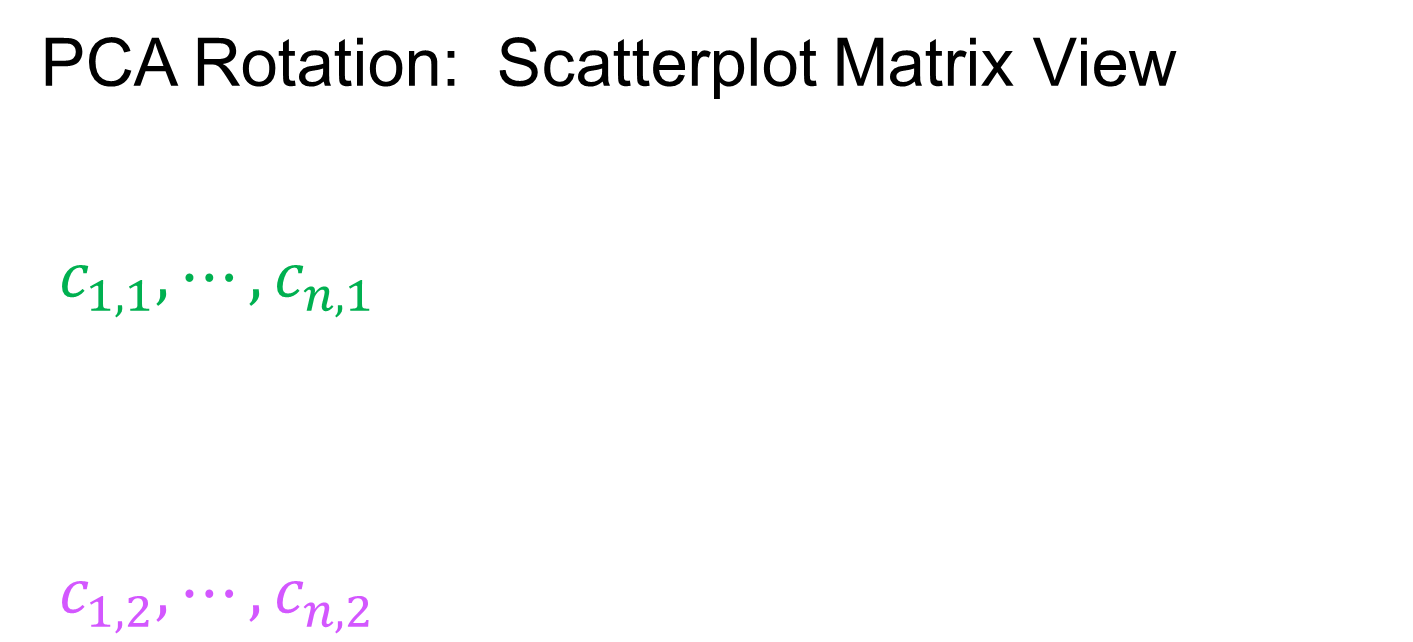 PCA Rotation: Scatterplot Matrix View
c₁,₁, ⋯ , cₙ,₁
c₁,₂, ⋯ , cₙ,₂